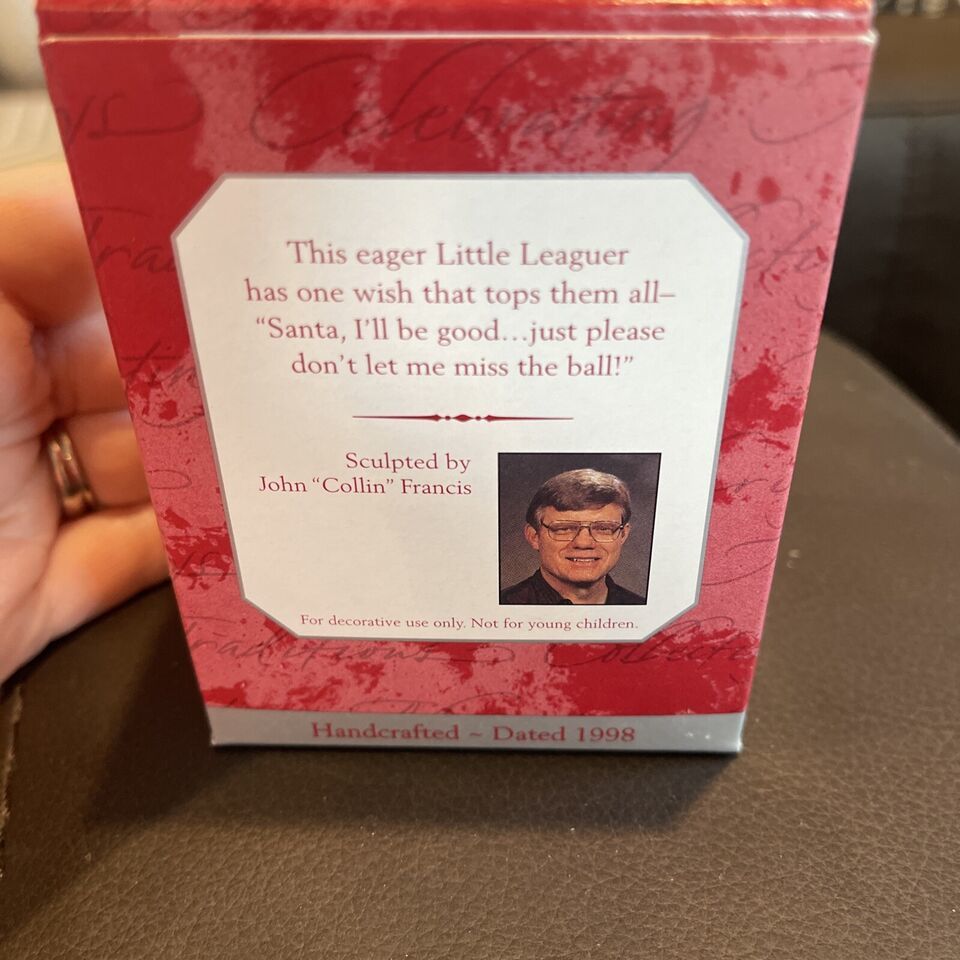 Celebrating
This eager Little Leaguer
has one wish that tops them all–
“Santa, I’ll be good…just please
don’t let me miss the ball!”
Sculpted by
John “Collin” Francis
For decorative use only. Not for young children.
Handcrafted ~ Dated 1998